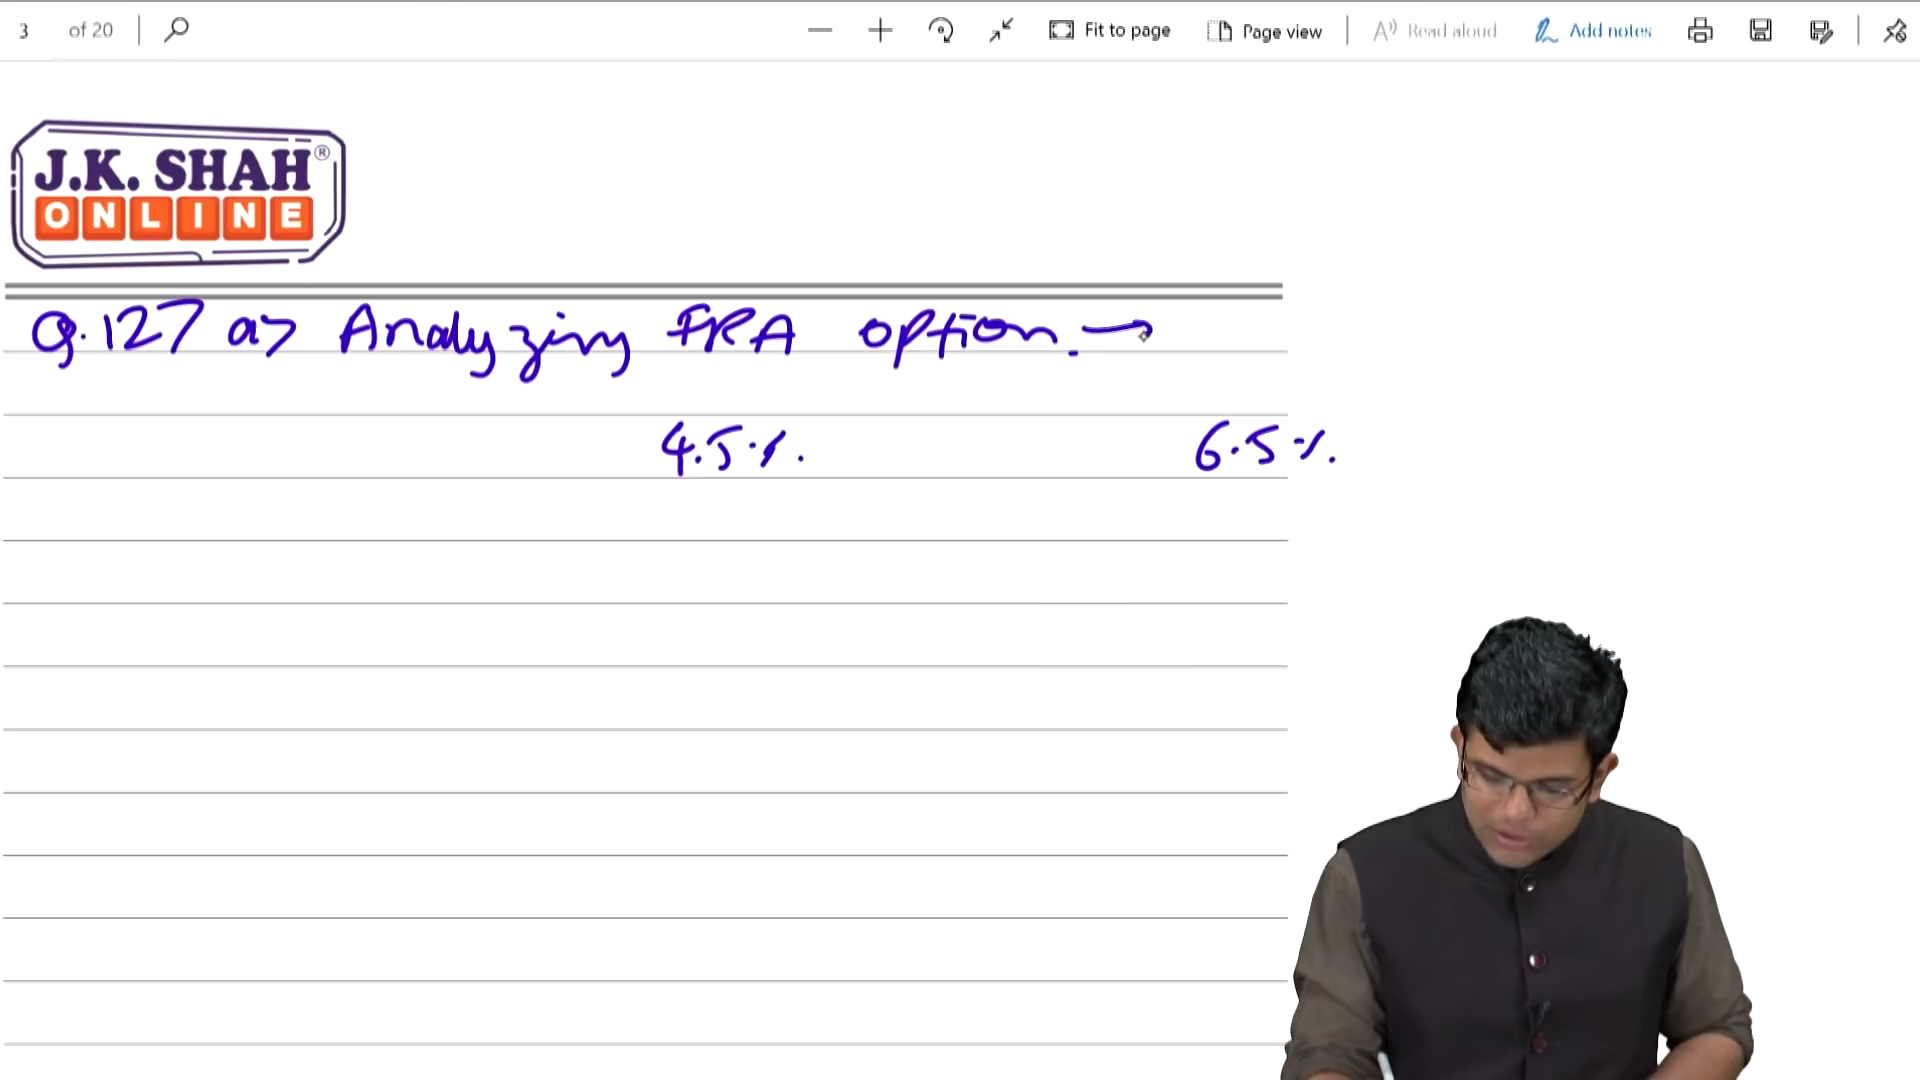 3 of 20 Fit to page Page view Read aloud Add notes
J.K. SHAH®
ONLINE
Q.127 a> Analyzing FRA option. →
4.5%. 6.5%.